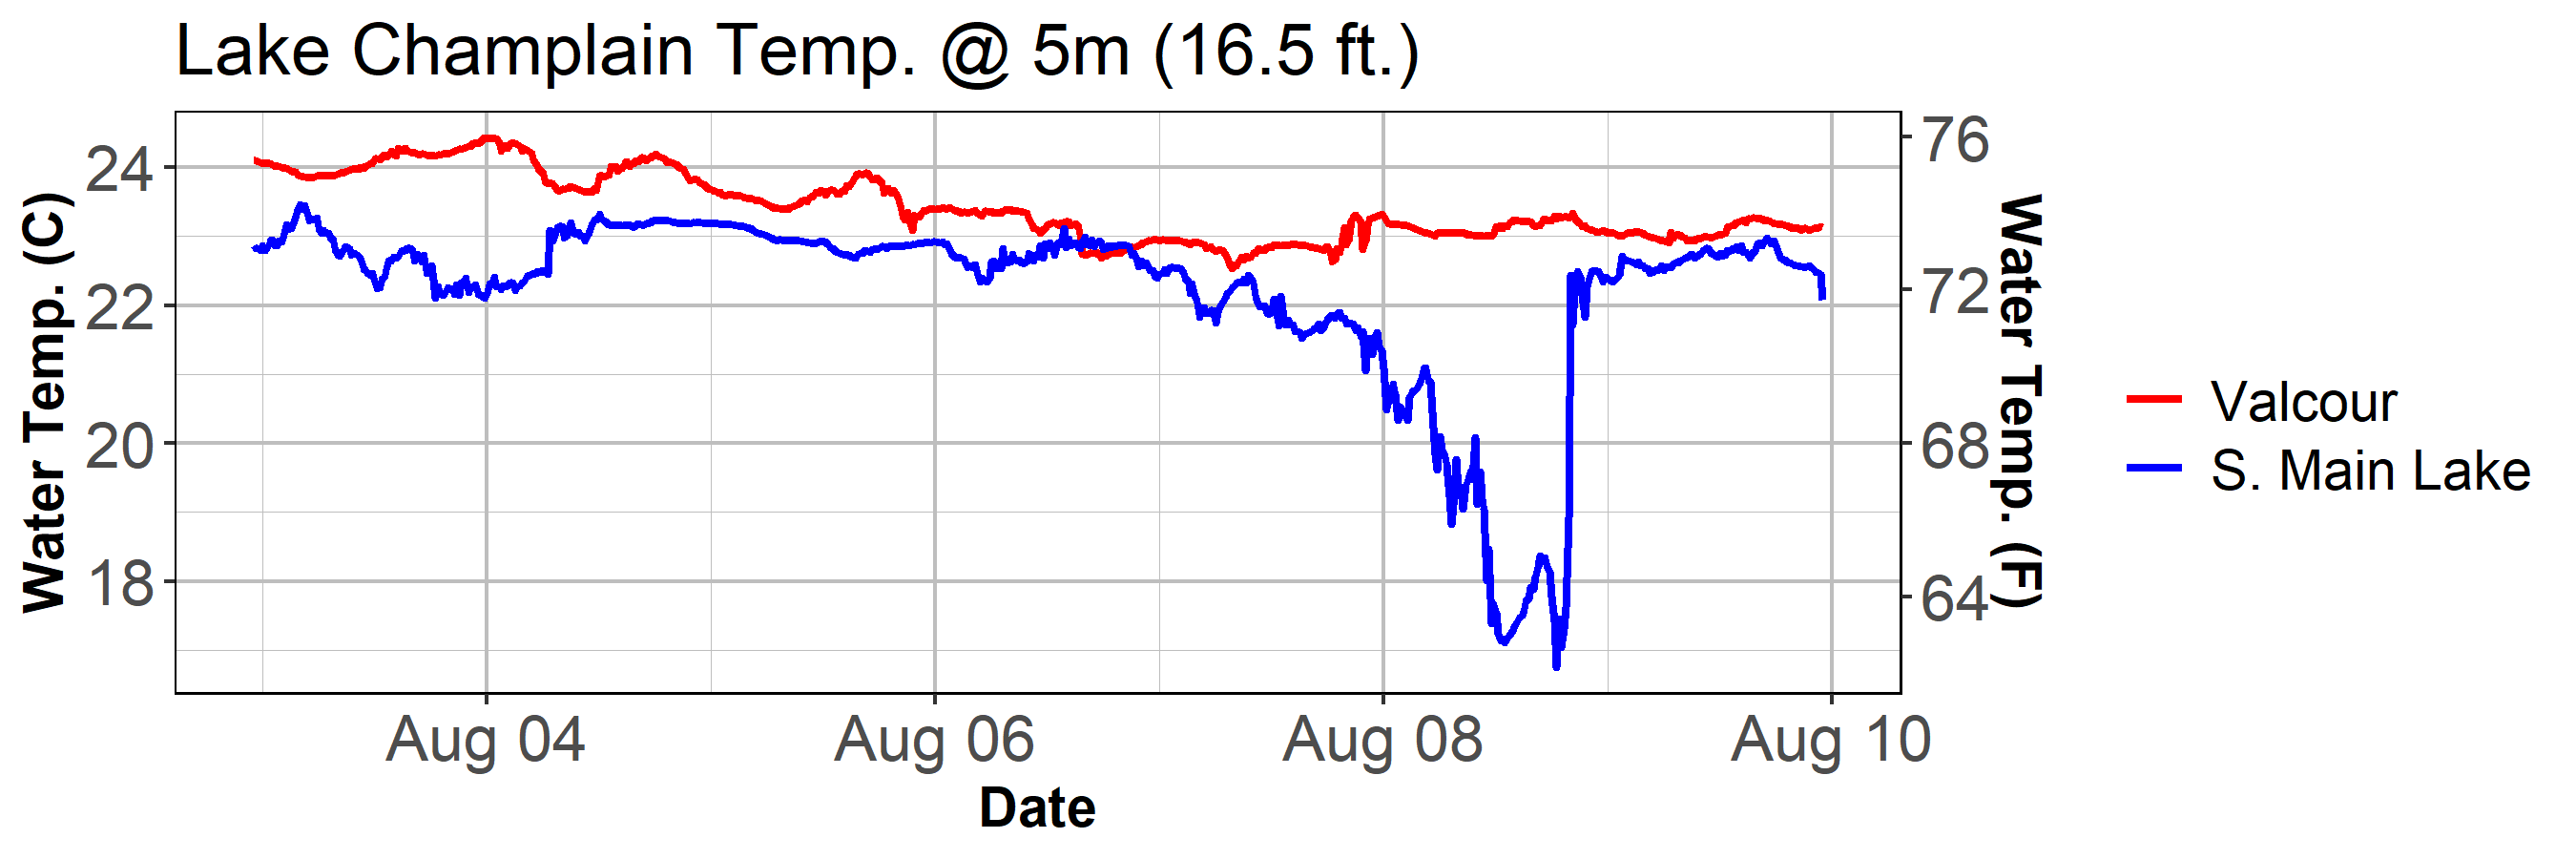 Lake Champlain Temp. @ 5m (16.5 ft.)
Water Temp. (C)
24
22
20
18
76
72
68
64
Water Temp. (F)
Aug 04
Aug 06
Aug 08
Aug 10
Date
Valcour
S. Main Lake